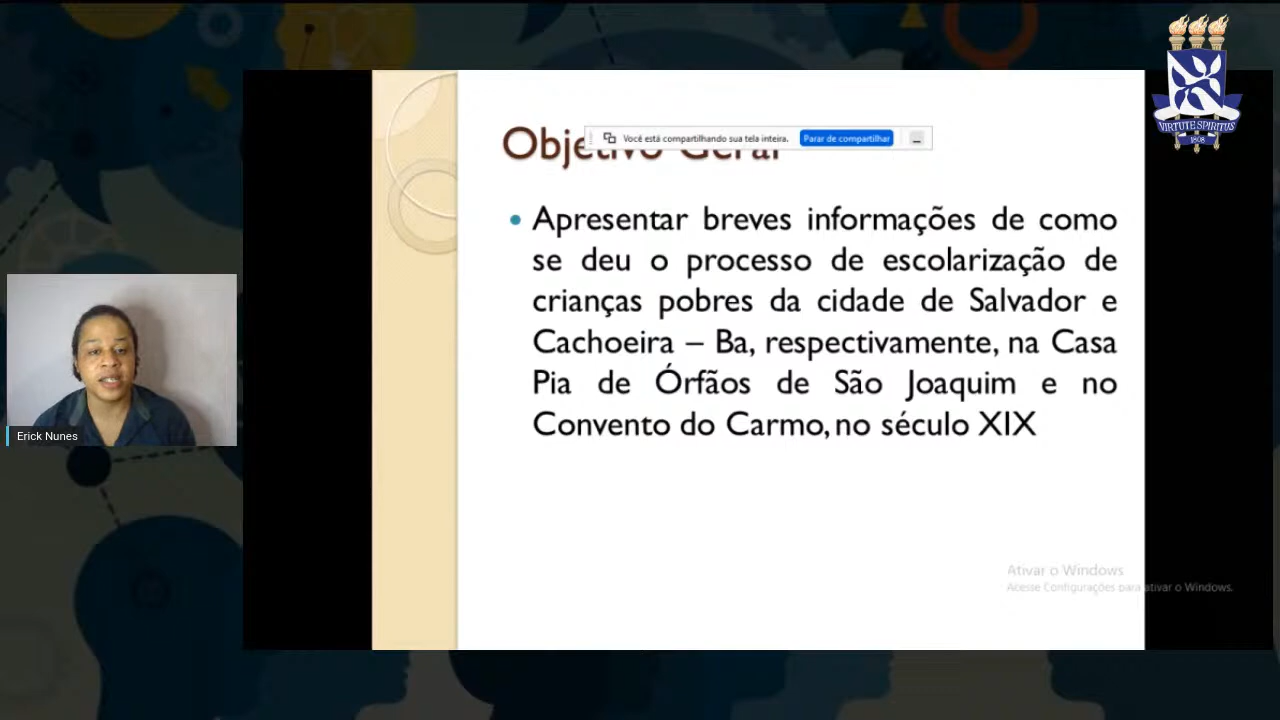 Objetivo Geral
Você está compartilhando sua tela inteira. Parar de compartilhar
• Apresentar breves informações de como
se deu o processo de escolarização de
crianças pobres da cidade de Salvador e
Cachoeira – Ba, respectivamente, na Casa
Pia de Órfãos de São Joaquim e no
Convento do Carmo, no século XIX
Erick Nunes
Ativar o Windows
Acesse Configurações para ativar o Windows.
VIRTUTE SPIRITUS
1808